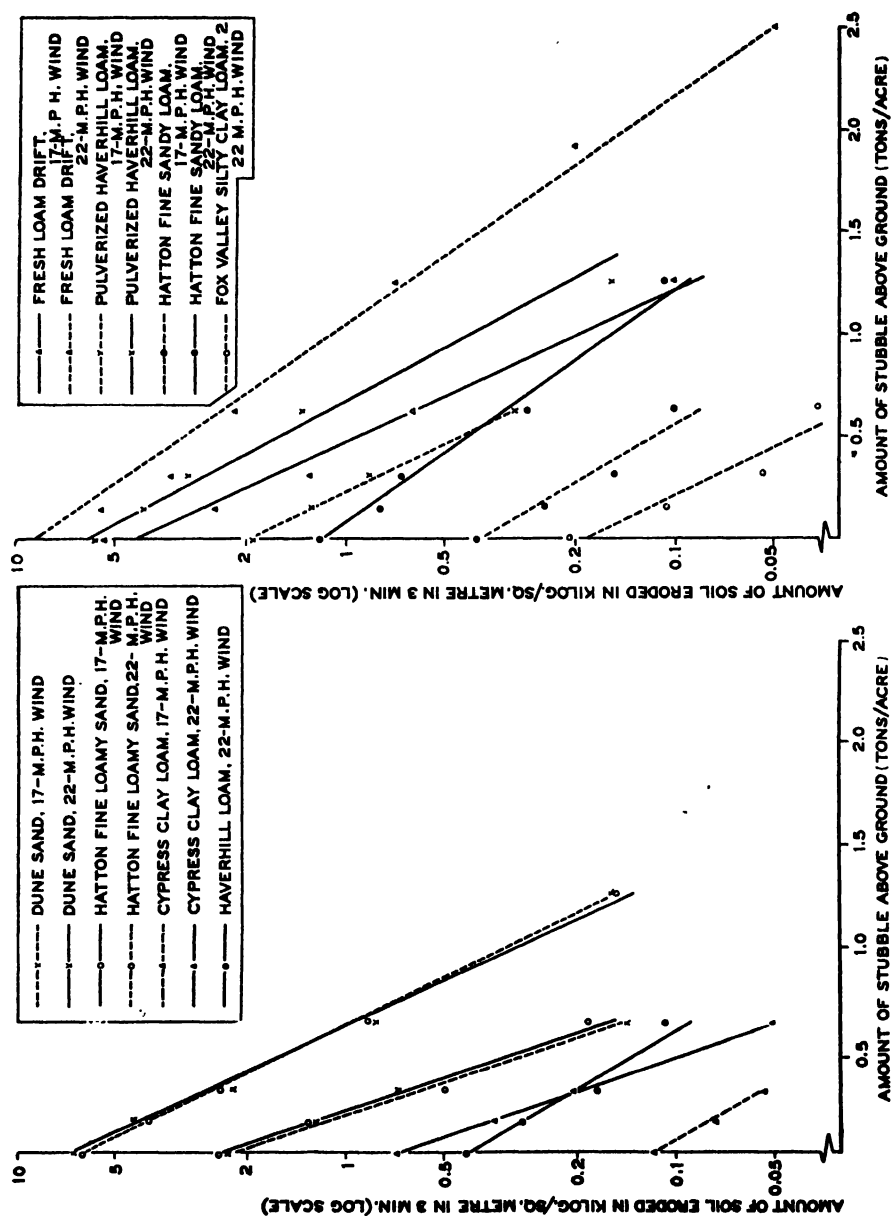 10
5
2
1
0.2
0.1
0.05
AMOUNT OF SOIL ERODED IN KILOG./SQ. METRE IN 3 MIN. (LOG SCALE)
DUNE SAND, 17-M.P.H. WIND
DUNE SAND, 22-M.P.H. WIND
HATTON FINE LOAMY SAND, 17-M.P.H.
WIND
HATTON FINE LOAMY SAND, 22- M.P.H.
WIND
CYPRESS CLAY LOAM, 17-M.P.H. WIND
CYPRESS CLAY LOAM, 22-M.P.H. WIND
HAVERHILL LOAM, 22-M.P.H. WIND
0.5
1.0
1.5
2.0
2.5
AMOUNT OF STUBBLE ABOVE GROUND (TONS/ACRE)
10
5
2
1
0.2
0.1
0.05
AMOUNT OF SOIL ERODED IN KILOG./SQ. METRE IN 3 MIN. (LOG SCALE)
FRESH LOAM DRIFT,
17-M.P.H. WIND
FRESH LOAM DRIFT,
22-M.P.H. WIND
PULVERIZED HAVERHILL LOAM,
17-M.P.H. WIND
PULVERIZED HAVERHILL LOAM,
22-M.P.H. WIND
HATTON FINE SANDY LOAM,
17-M.P.H. WIND
HATTON FINE SANDY LOAM,
22-M.P.H. WIND
FOX VALLEY SILTY CLAY LOAM, 2
22 M.P.H. WIND
0.5
1.0
1.5
2.0
2.5
AMOUNT OF STUBBLE ABOVE GROUND (TONS/ACRE)